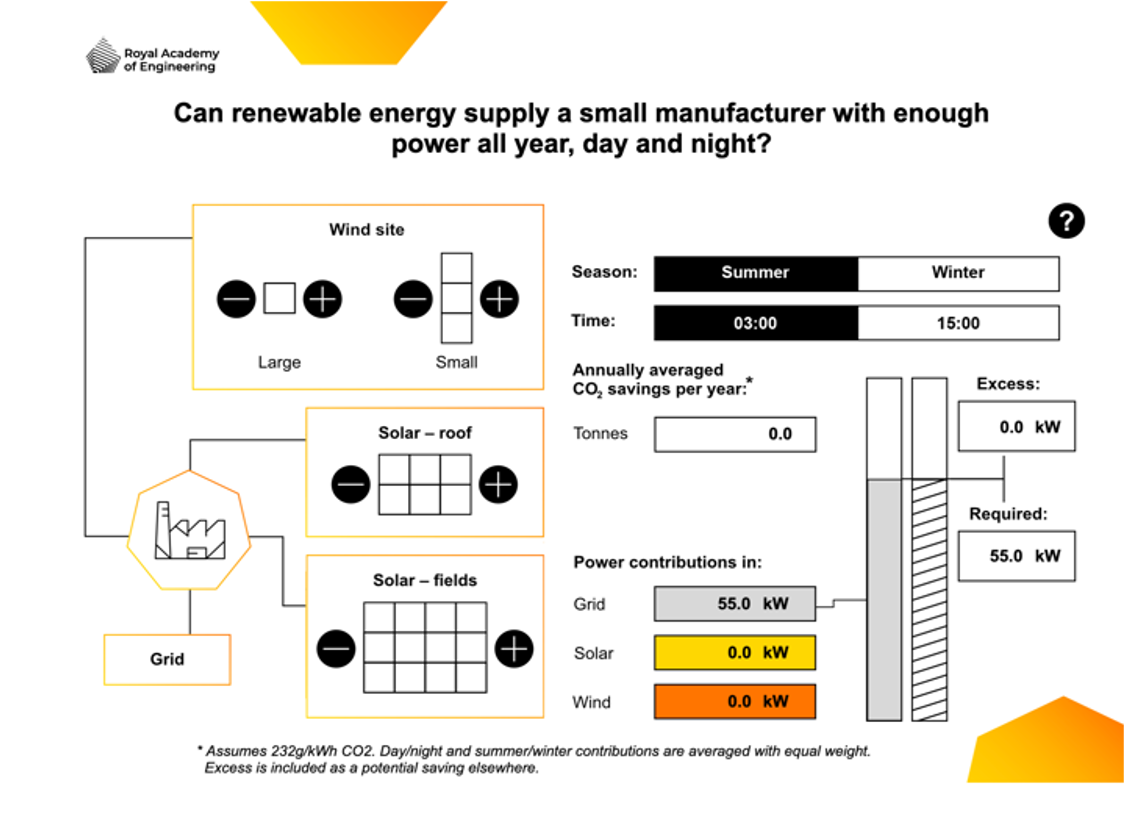 Royal Academy
of Engineering
Can renewable energy supply a small manufacturer with enough
power all year, day and night?
Wind site
Large
Small
Solar – roof
Solar – fields
Grid
?
Season: Summer Winter
Time: 03:00 15:00
Annually averaged
CO₂ savings per year:*
Tonnes 0.0
Excess:
0.0 kW
Required:
55.0 kW
Power contributions in:
Grid 55.0 kW
Solar 0.0 kW
Wind 0.0 kW
* Assumes 232g/kWh CO2. Day/night and summer/winter contributions are averaged with equal weight.
Excess is included as a potential saving elsewhere.